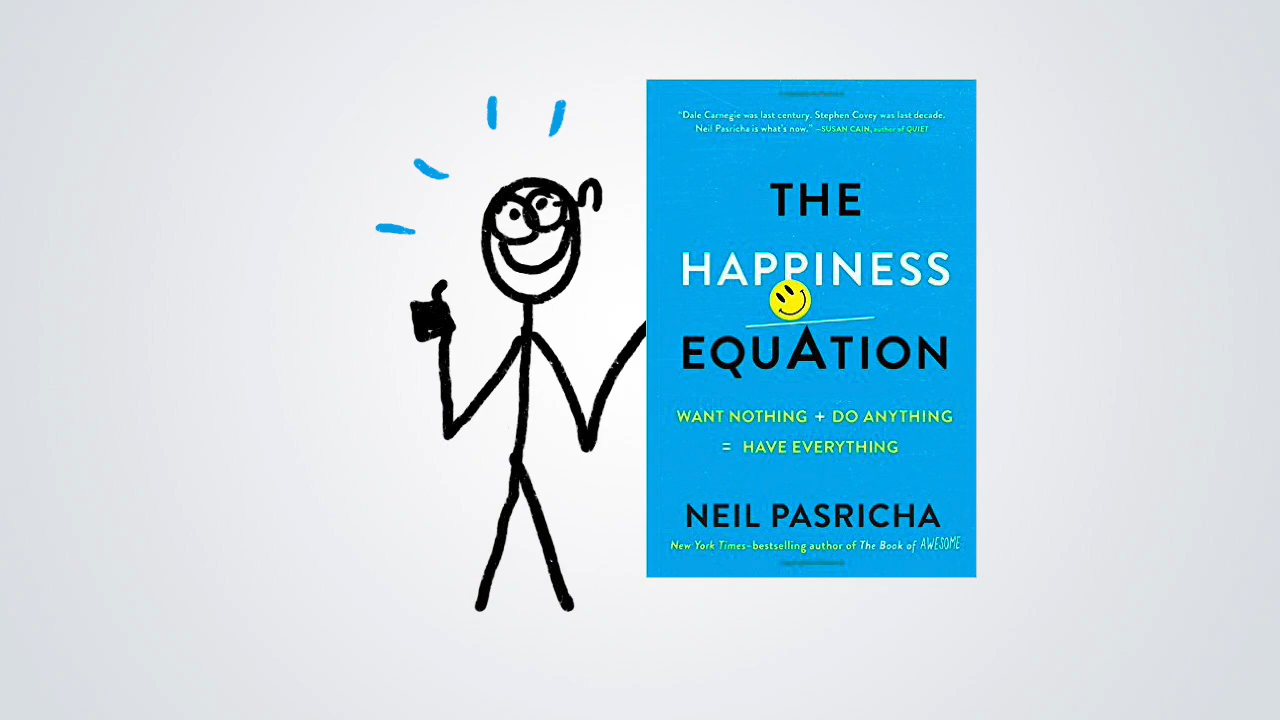 "Dale Carnegie was last century. Stephen Covey was last decade.
Neil Pasricha is what's now." —SUSAN CAIN, author of QUIET
THE
HAPPINESS
EQUATION
WANT NOTHING + DO ANYTHING
= HAVE EVERYTHING
NEIL PASRICHA
New York Times-bestselling author of The Book of AWESOME